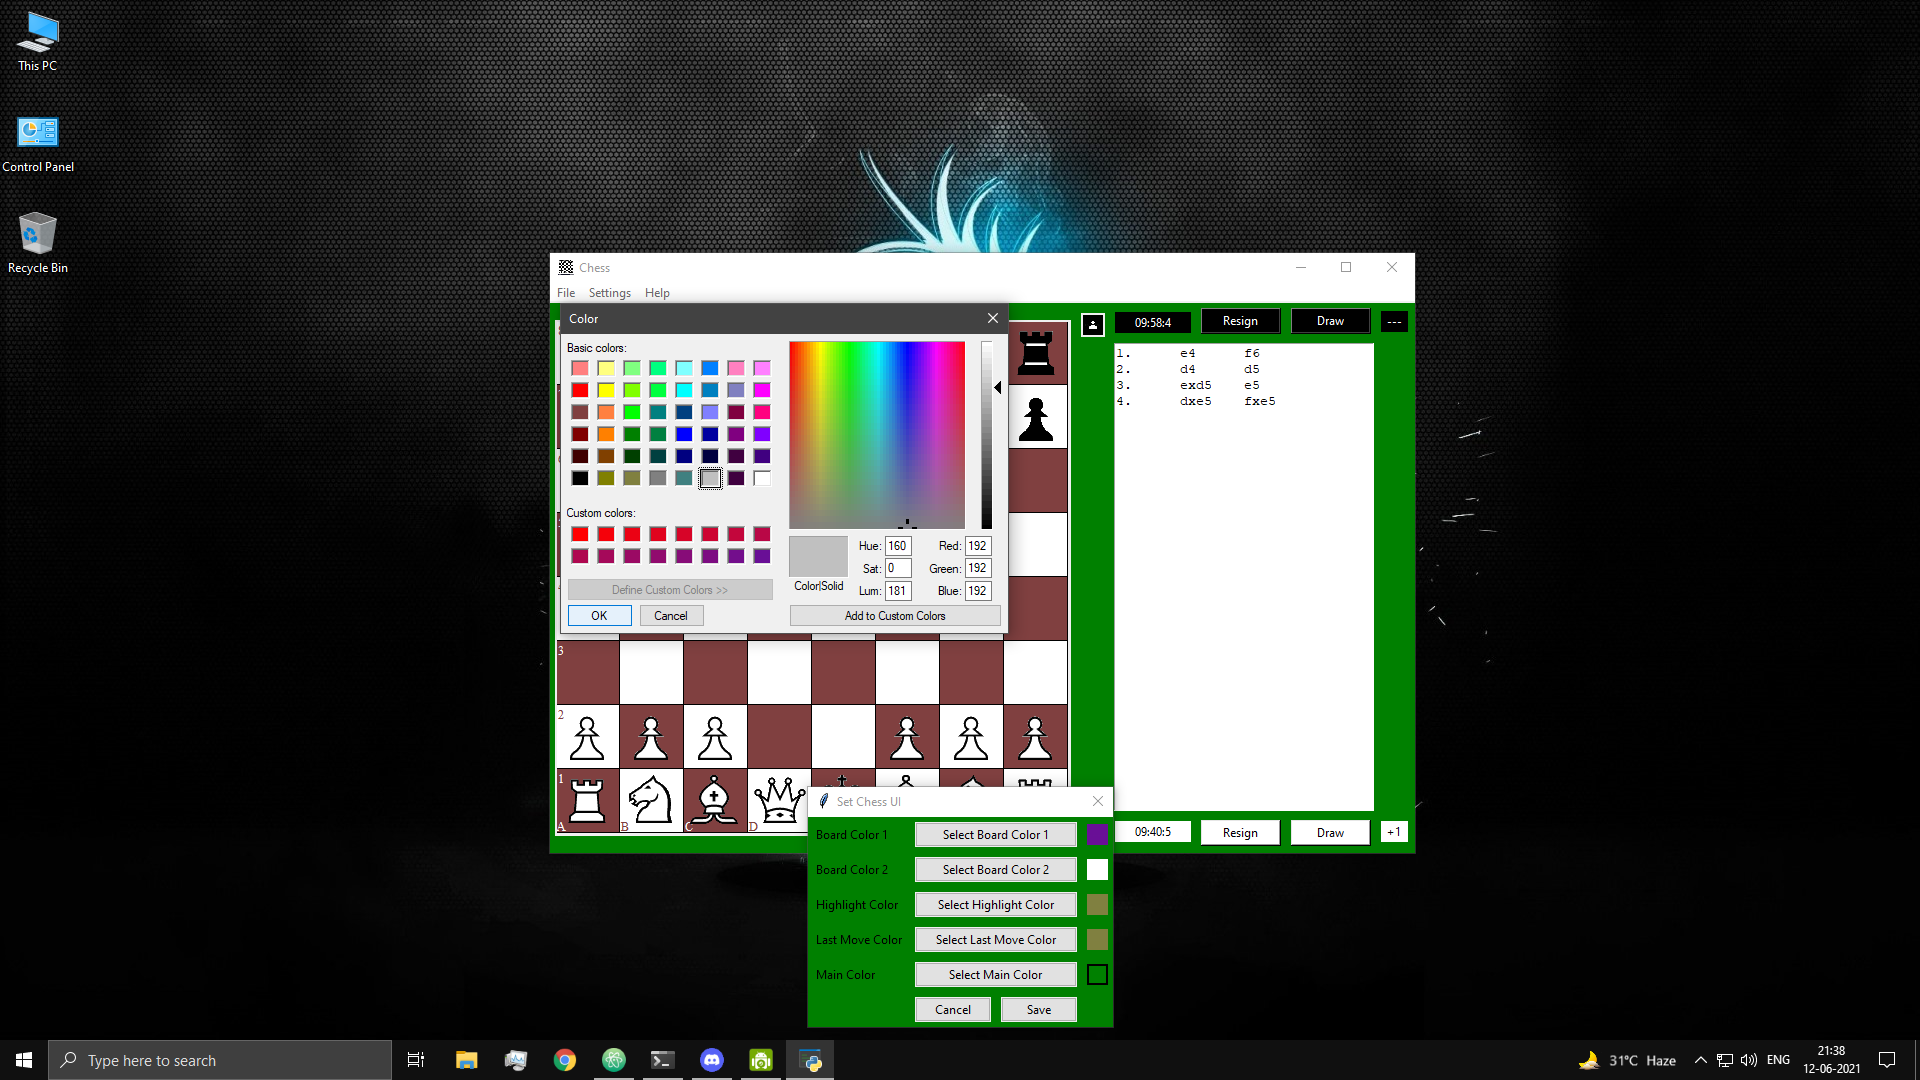 This PC
Control Panel
Recycle Bin
Chess
File Settings Help
Color
Basic colors:
Custom colors:
Define Custom Colors >>
OK Cancel
Color|Solid
Hue: 160 Red: 192
Sat: 0 Green: 192
Lum: 181 Blue: 192
Add to Custom Colors
09:58:4 Resign Draw ---
1. e4 f6
2. d4 d5
3. exd5 e5
4. dxe5 fxe5
3
2
1
A B C D
09:40:5 Resign Draw +1
Set Chess UI
Board Color 1 Select Board Color 1
Board Color 2 Select Board Color 2
Highlight Color Select Highlight Color
Last Move Color Select Last Move Color
Main Color Select Main Color
Cancel Save
Type here to search
31°C Haze
ENG
21:38
12-06-2021